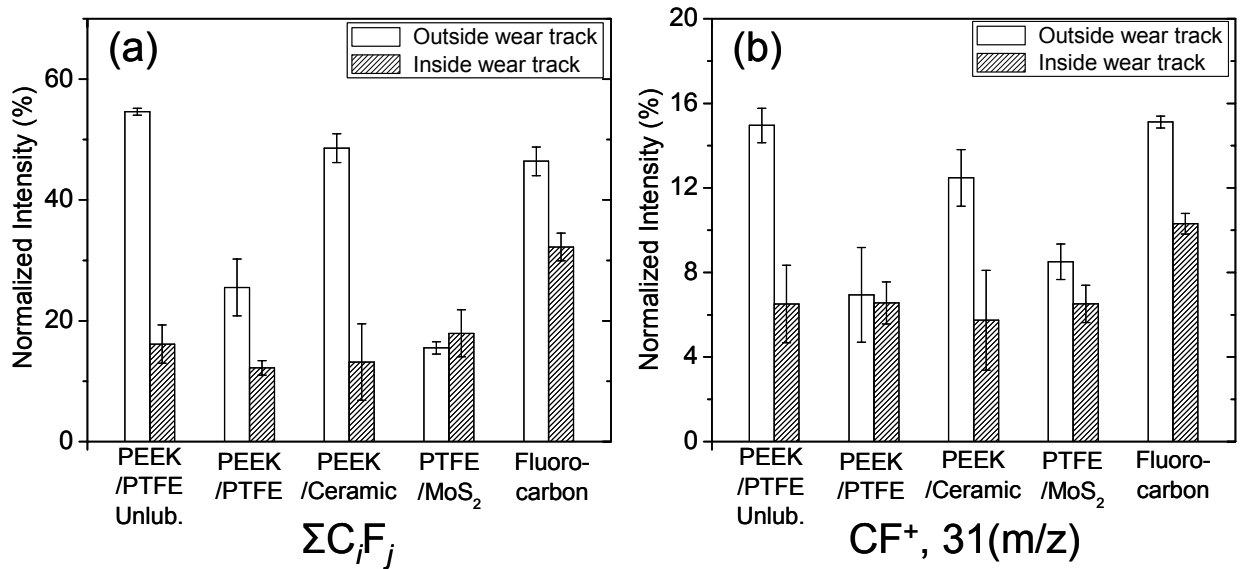 (a)
Outside wear track
Inside wear track
Normalized Intensity (%)
60
40
20
0
PEEK
/PTFE
Unlub.
PEEK
/PTFE
PEEK
/Ceramic
PTFE
/MoS₂
Fluoro-
carbon
ΣCᵢFⱼ
(b)
Outside wear track
Inside wear track
Normalized Intensity (%)
20
16
12
8
4
0
PEEK
/PTFE
Unlub.
PEEK
/PTFE
PEEK
/Ceramic
PTFE
/MoS₂
Fluoro-
carbon
CF⁺, 31(m/z)